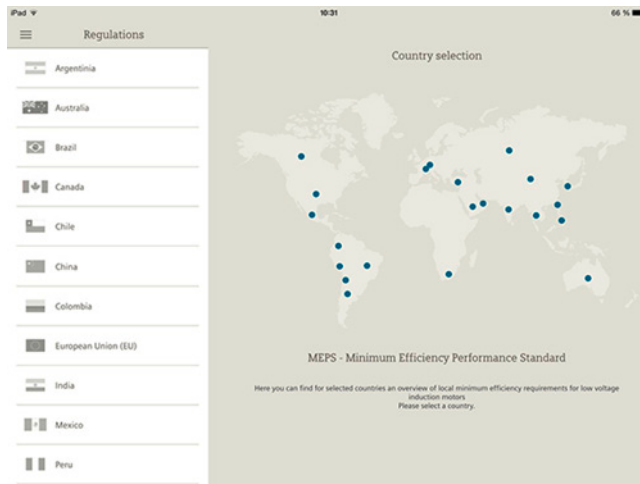 iPad
10:31
66 %
Regulations
Country selection
Argentinia
Australia
Brazil
Canada
Chile
China
Colombia
European Union (EU)
India
Mexico
Peru
MEPS - Minimum Efficiency Performance Standard
Here you can find for selected countries an overview of local minimum efficiency requirements for low voltage
induction motors
Please select a country.